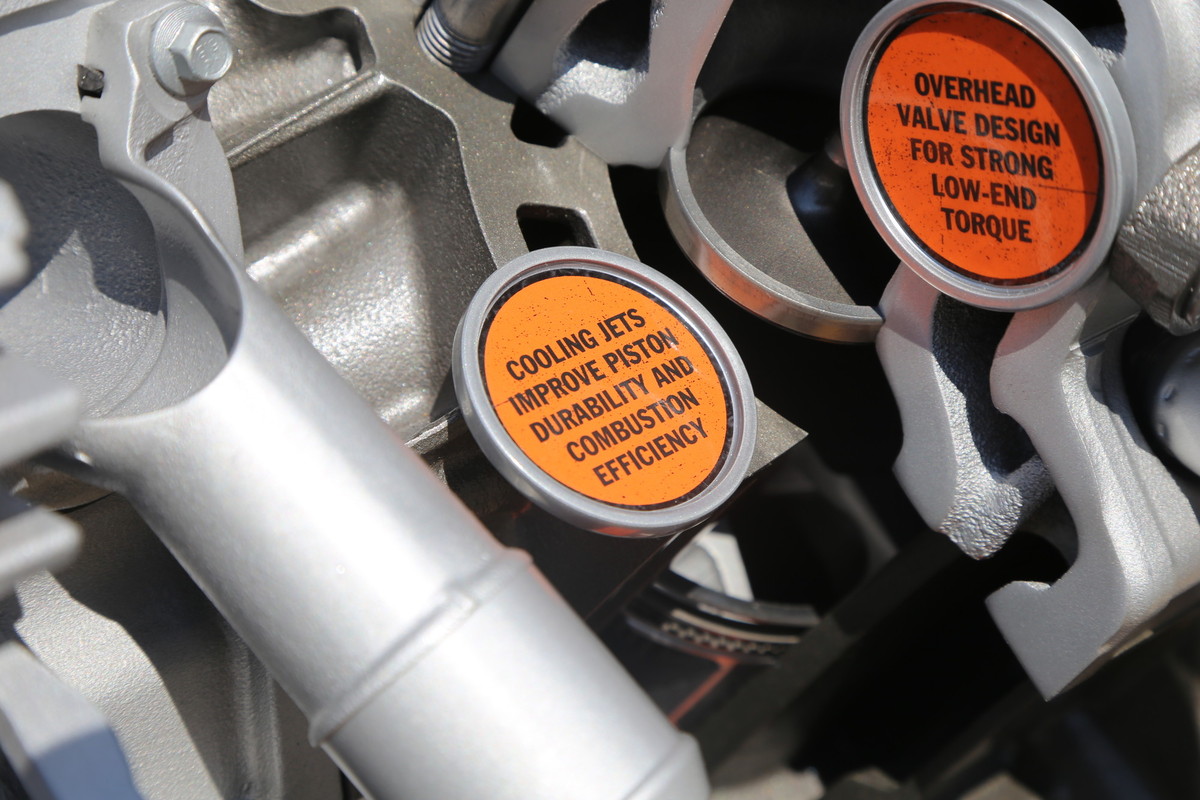 OVERHEAD
VALVE DESIGN
FOR STRONG
LOW-END
TORQUE
COOLING JETS
IMPROVE PISTON
DURABILITY AND
COMBUSTION
EFFICIENCY